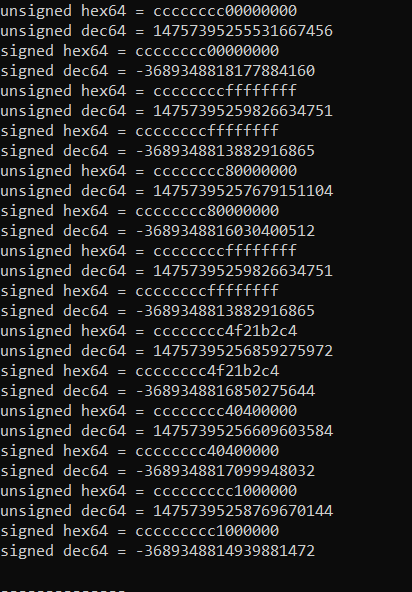 unsigned hex64 = cccccccc00000000
unsigned dec64 = 14757395255531667456
signed hex64 = cccccccc00000000
signed dec64 = -3689348818177884160
unsigned hex64 = ccccccccffffffff
unsigned dec64 = 14757395259826634751
signed hex64 = ccccccccffffffff
signed dec64 = -3689348813882916865
unsigned hex64 = cccccccc80000000
unsigned dec64 = 14757395257679151104
signed hex64 = cccccccc80000000
signed dec64 = -3689348816030400512
unsigned hex64 = ccccccccffffffff
unsigned dec64 = 14757395259826634751
signed hex64 = ccccccccffffffff
signed dec64 = -3689348813882916865
unsigned hex64 = cccccccc4f21b2c4
unsigned dec64 = 14757395256859275972
signed hex64 = cccccccc4f21b2c4
signed dec64 = -3689348816850275644
unsigned hex64 = cccccccc40400000
unsigned dec64 = 14757395256609603584
signed hex64 = cccccccc40400000
signed dec64 = -3689348817099948032
unsigned hex64 = ccccccccc1000000
unsigned dec64 = 14757395258769670144
signed hex64 = ccccccccc1000000
signed dec64 = -3689348814939881472